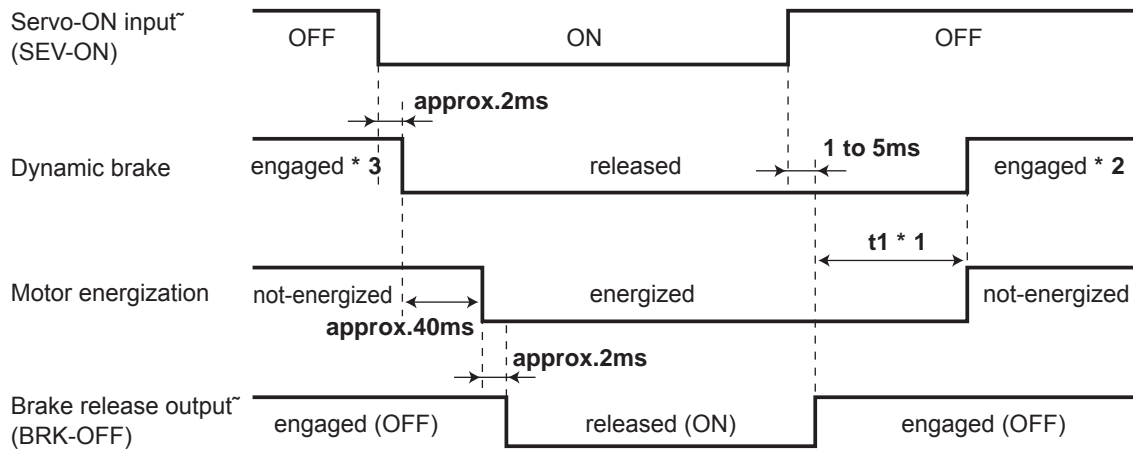 Servo-ON input˜
(SEV-ON)
OFF
ON
OFF
approx.2ms
Dynamic brake
engaged * 3
released
1 to 5ms
engaged * 2
t1 * 1
Motor energization
not-energized
energized
not-energized
approx.40ms
approx.2ms
Brake release output˜
(BRK-OFF)
engaged (OFF)
released (ON)
engaged (OFF)